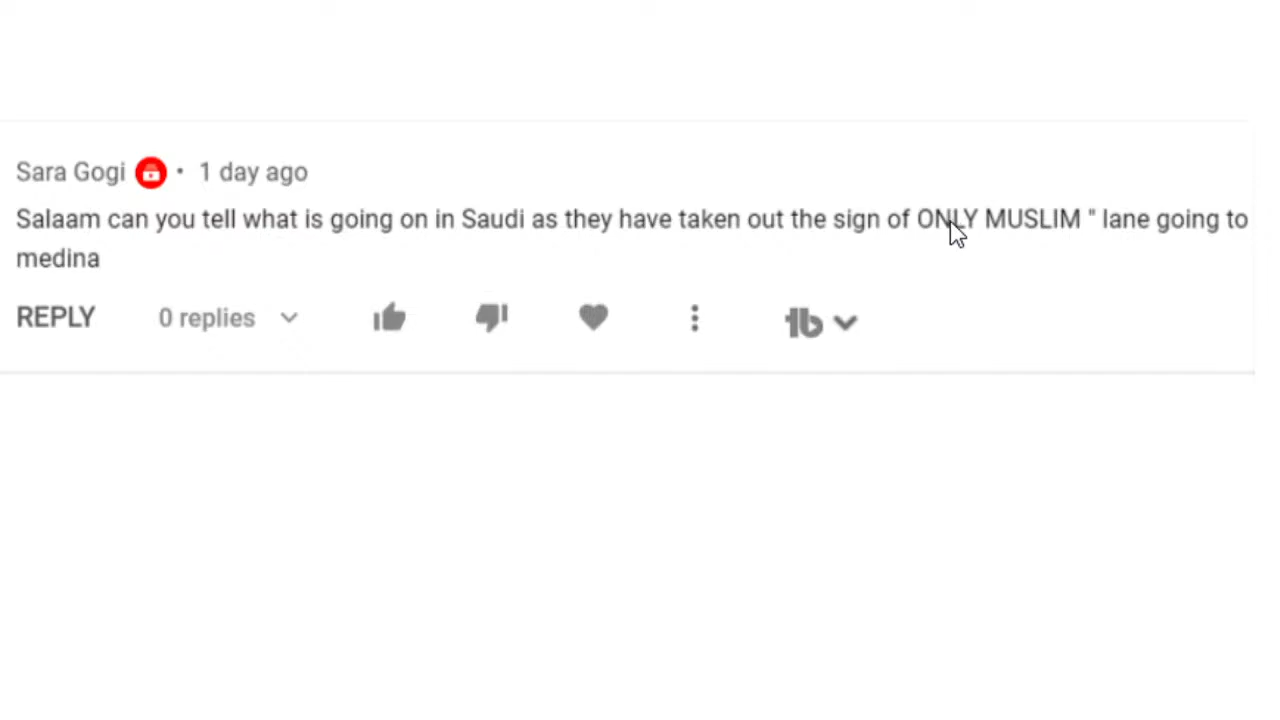 Sara Gogi • 1 day ago
Salaam can you tell what is going on in Saudi as they have taken out the sign of ONLY MUSLIM " lane going to
medina
REPLY 0 replies